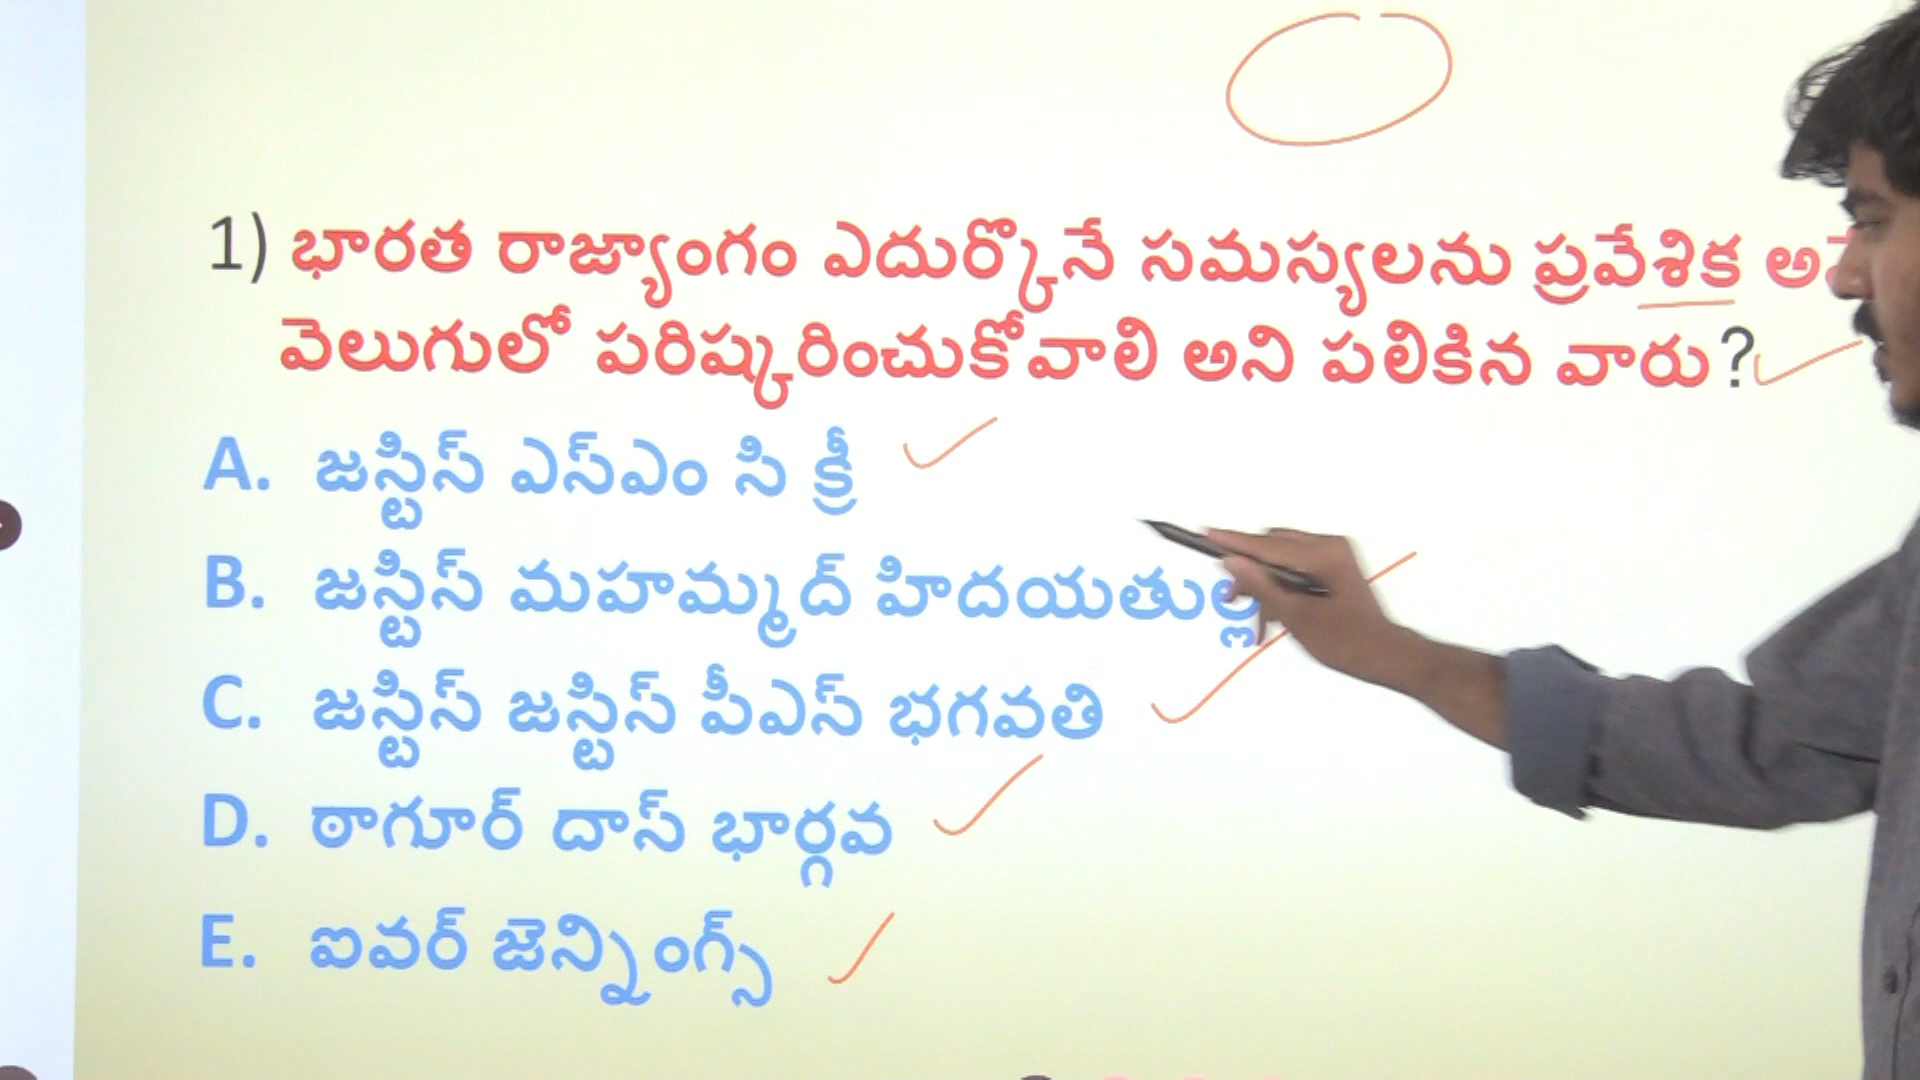 1) భారత రాజ్యాంగం ఎదుర్కొనే సమస్యలను ప్రవేశిక
వెలుగులో పరిష్కరించుకోవాలి అని పలికిన వారు?
A. జస్టిస్ ఎస్ఎం సి క్రీ
B. జస్టిస్ మహమ్మద్ హిదయతుల్ల
C. జస్టిస్ జస్టిస్ పీఎస్ భగవతి
D. ఠాగూర్ దాస్ భార్గవ
E. ఐవర్ జెన్నింగ్స్